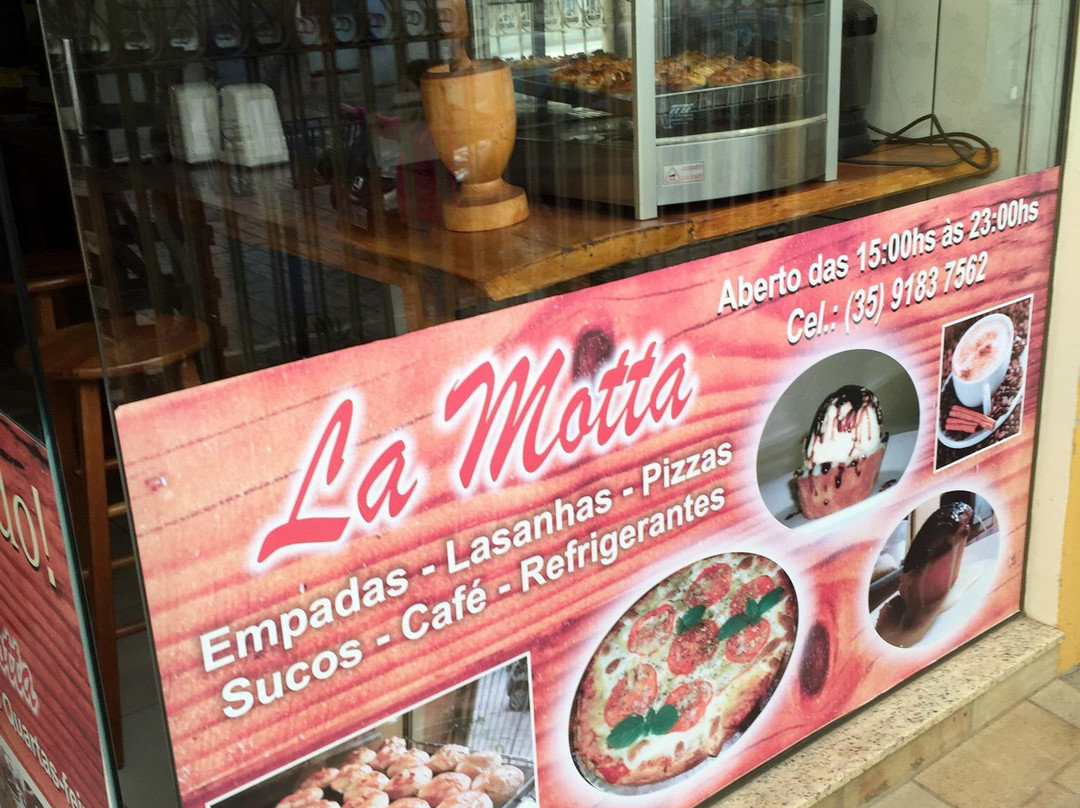 Aberto das 15:00hs às 23:00hs
Cel.: (35) 9183 7562
La Motta
Empadas - Lasanhas - Pizzas
Sucos - Café - Refrigerantes